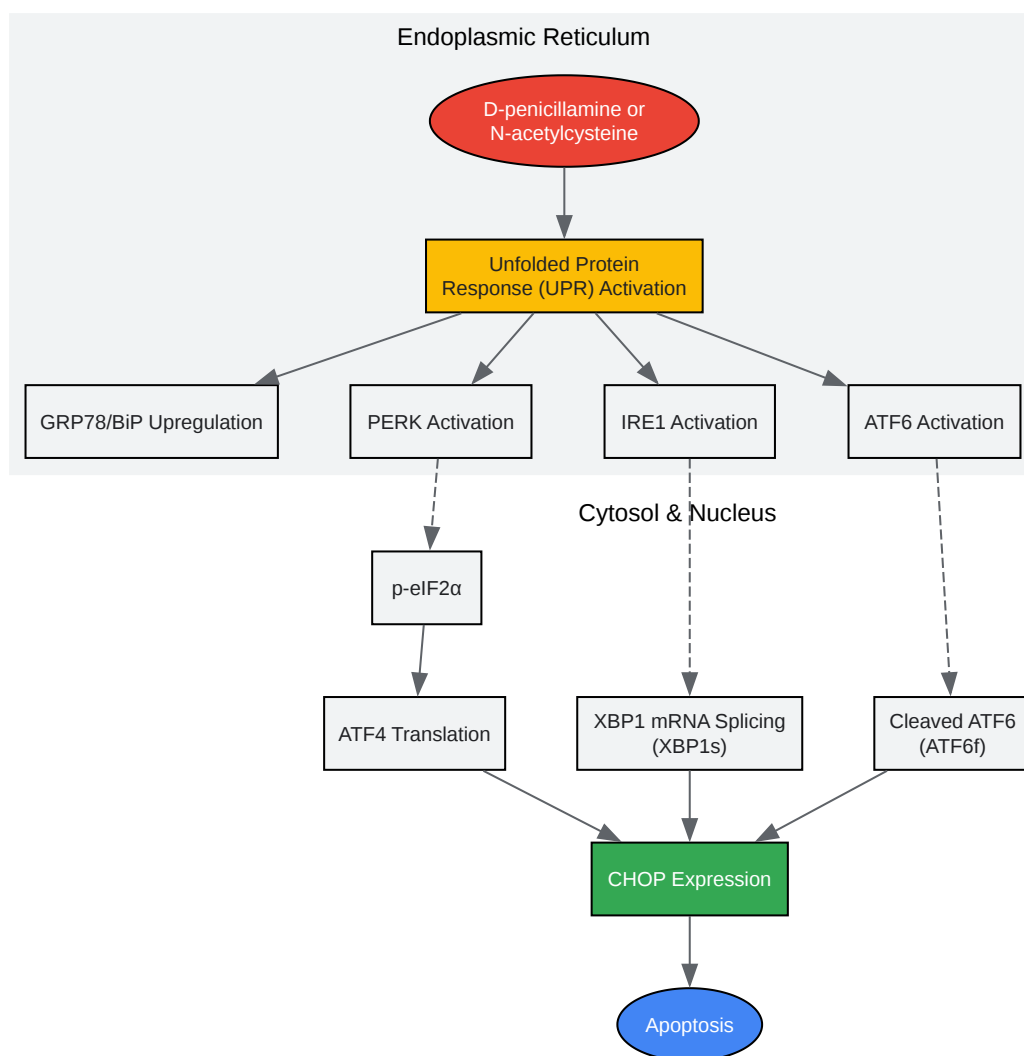 Endoplasmic Reticulum
D-penicillamine or
N-acetylcysteine
Unfolded Protein
Response (UPR) Activation
GRP78/BiP Upregulation
PERK Activation
IRE1 Activation
ATF6 Activation
Cytosol & Nucleus
p-eIF2α
ATF4 Translation
XBP1 mRNA Splicing
(XBP1s)
Cleaved ATF6
(ATF6f)
CHOP Expression
Apoptosis